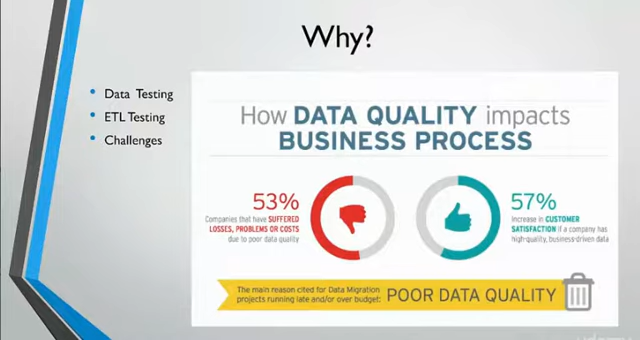 Why?
Data Testing
ETL Testing
Challenges
How DATA QUALITY impacts
BUSINESS PROCESS
53%
Companies that have SUFFERED
LOSSES, PROBLEMS OR COSTS
due to poor data quality
57%
Increase in CUSTOMER
SATISFACTION if a company has
high-quality, business-driven data
The main reason cited for Data Migration
projects running late and/or over budget:
POOR DATA QUALITY